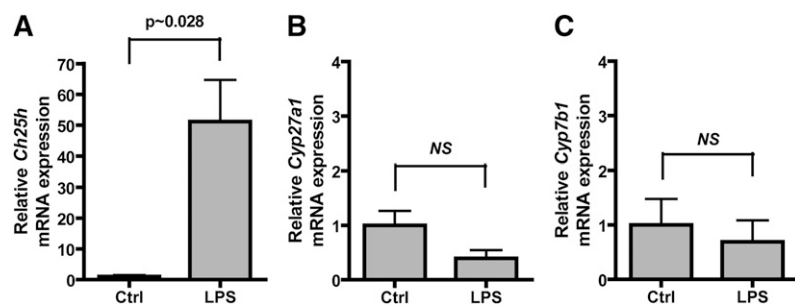 A
p~0.028
Relative Ch25h
mRNA expression
70
60
50
40
30
20
10
0
Ctrl
LPS
B
Relative Cyp27a1
mRNA expression
4
3
2
1
0
NS
Ctrl
LPS
C
Relative Cyp7b1
mRNA expression
4
3
2
1
0
NS
Ctrl
LPS